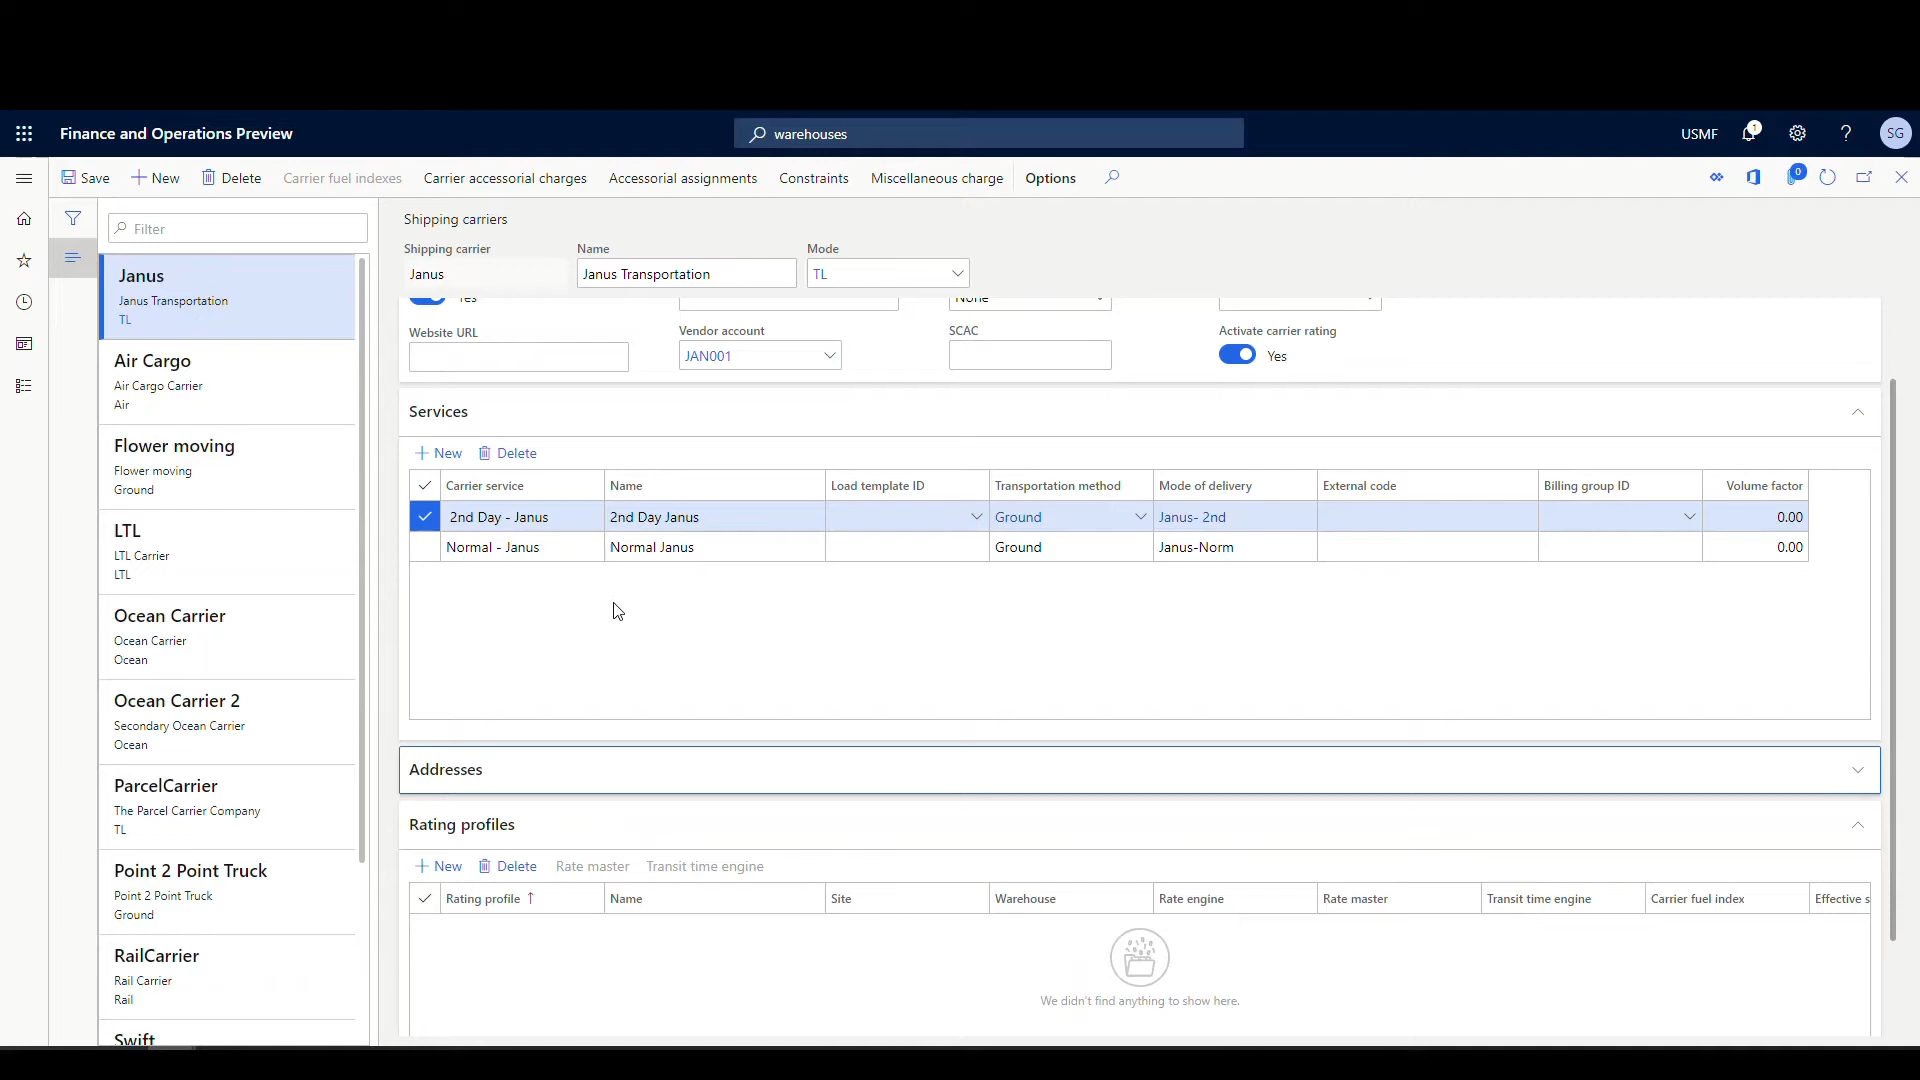 Finance and Operations Preview
warehouses
USMF
1
?
SG
Save
New
Delete
Carrier fuel indexes
Carrier accessorial charges
Accessorial assignments
Constraints
Miscellaneous charge
Options
0
Filter
Janus
Janus Transportation
TL
Air Cargo
Air Cargo Carrier
Air
Flower moving
Flower moving
Ground
LTL
LTL Carrier
LTL
Ocean Carrier
Ocean Carrier
Ocean
Ocean Carrier 2
Secondary Ocean Carrier
Ocean
ParcelCarrier
The Parcel Carrier Company
TL
Point 2 Point Truck
Point 2 Point Truck
Ground
RailCarrier
Rail Carrier
Rail
Swift
Shipping carriers
Shipping carrier Name Mode
Janus Janus Transportation TL
Yes None
Website URL Vendor account SCAC Activate carrier rating
JAN001 Yes
Services
New Delete
Carrier service Name Load template ID Transportation method Mode of delivery External code Billing group ID Volume factor
2nd Day - Janus 2nd Day Janus Ground Janus- 2nd 0.00
Normal - Janus Normal Janus Ground Janus-Norm 0.00
Addresses
Rating profiles
New Delete Rate master Transit time engine
Rating profile Name Site Warehouse Rate engine Rate master Transit time engine Carrier fuel index Effective s
We didn't find anything to show here.